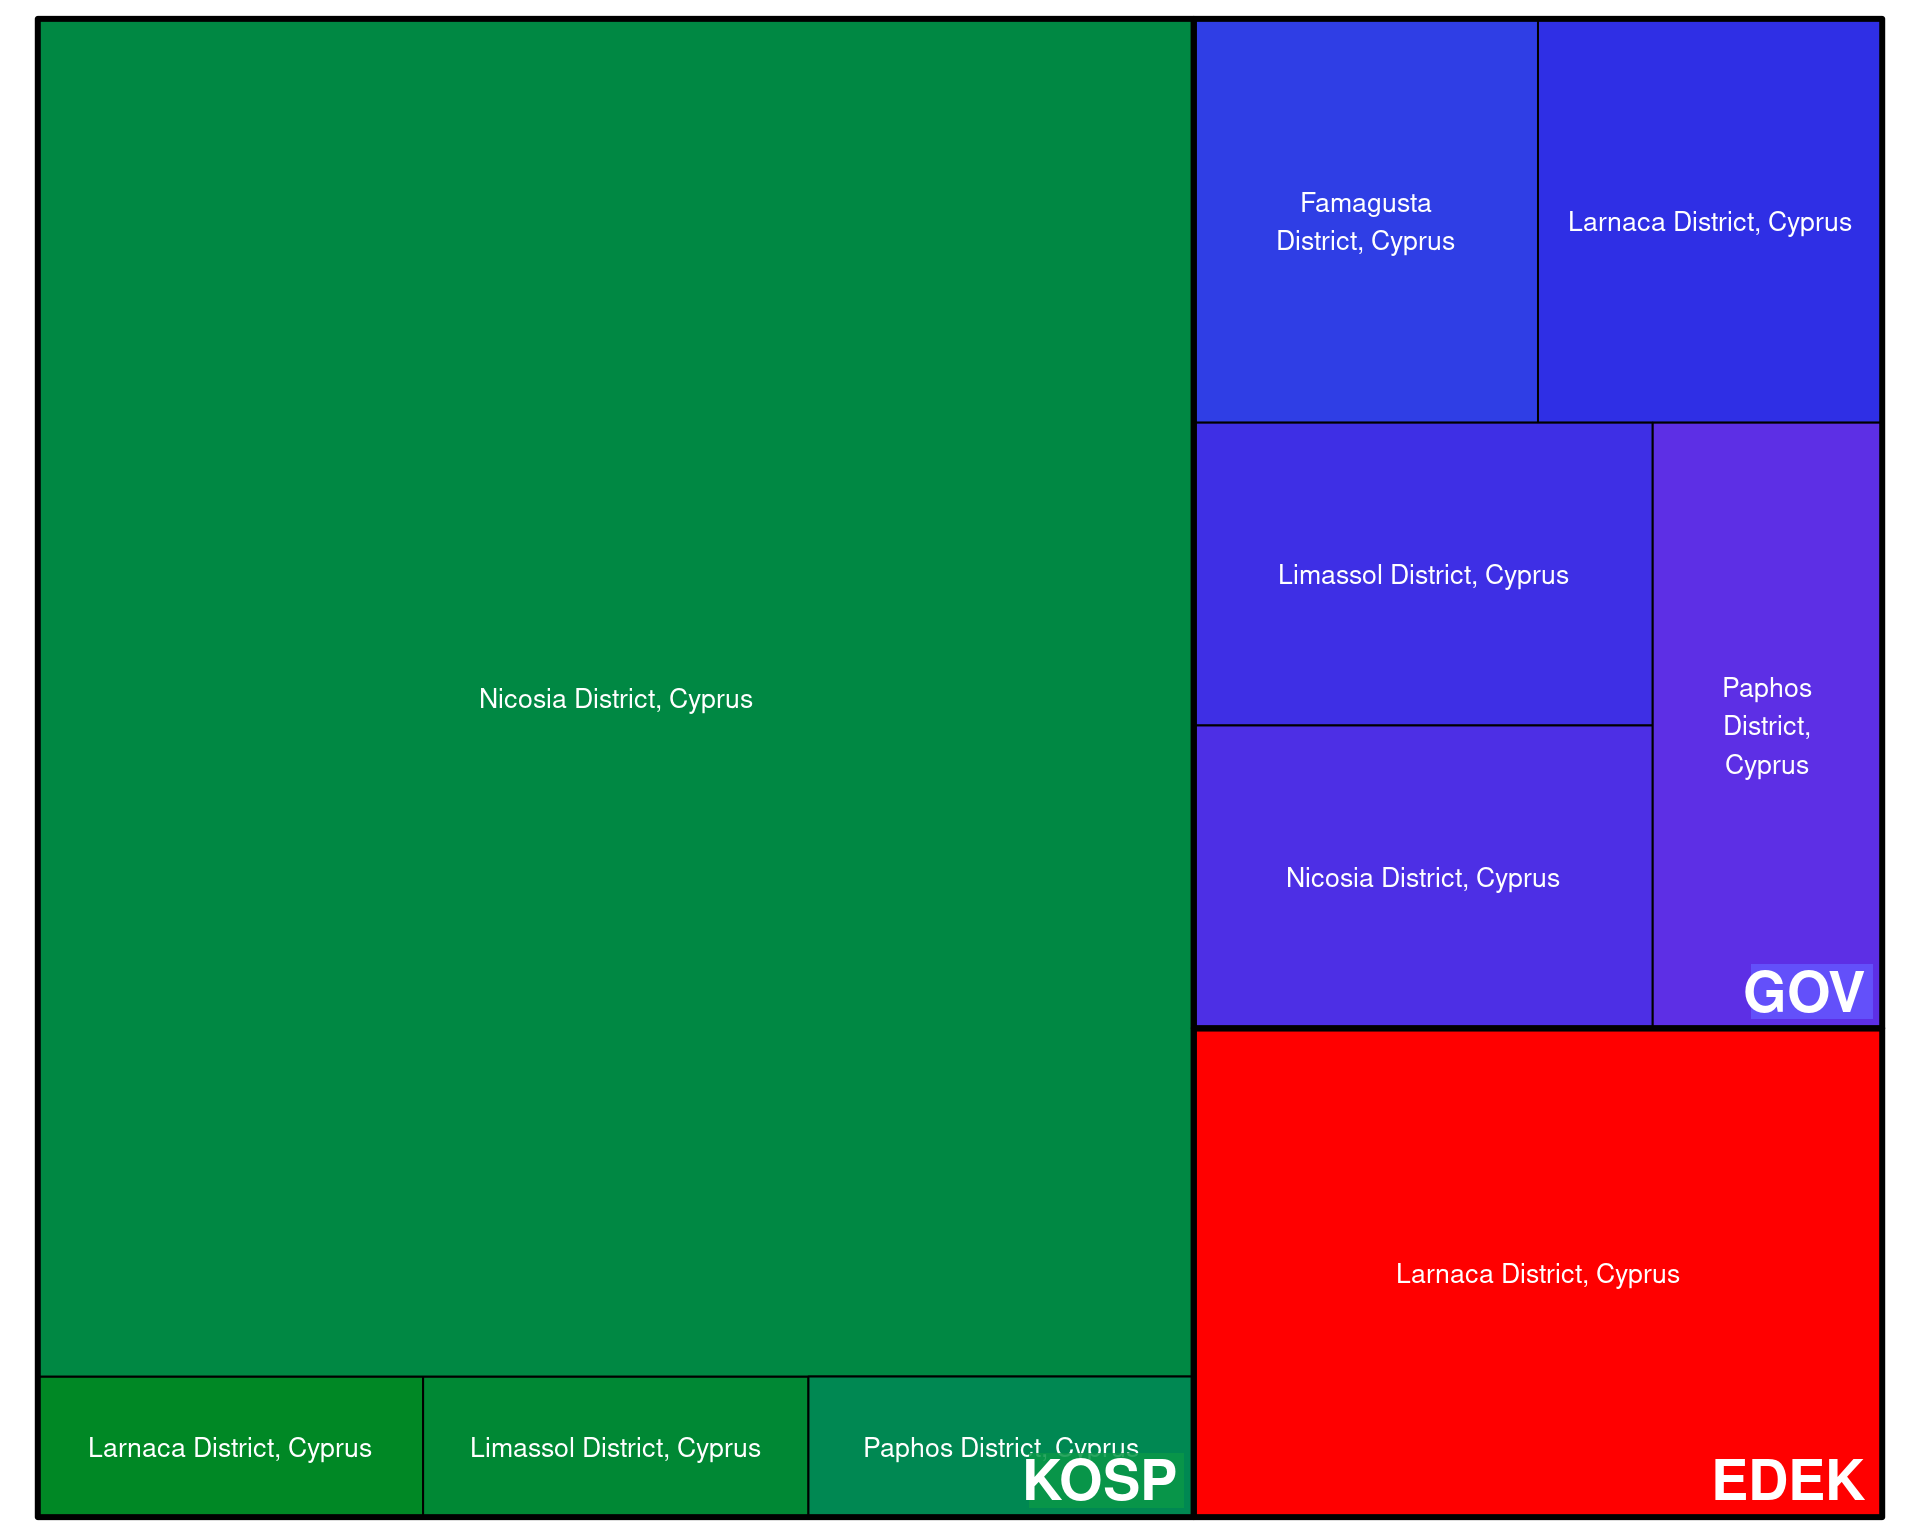 Nicosia District, Cyprus
Larnaca District, Cyprus
Limassol District, Cyprus
Paphos District, Cyprus
KOSP
Famagusta
District, Cyprus
Larnaca District, Cyprus
Limassol District, Cyprus
Nicosia District, Cyprus
Paphos
District,
Cyprus
GOV
Larnaca District, Cyprus
EDEK